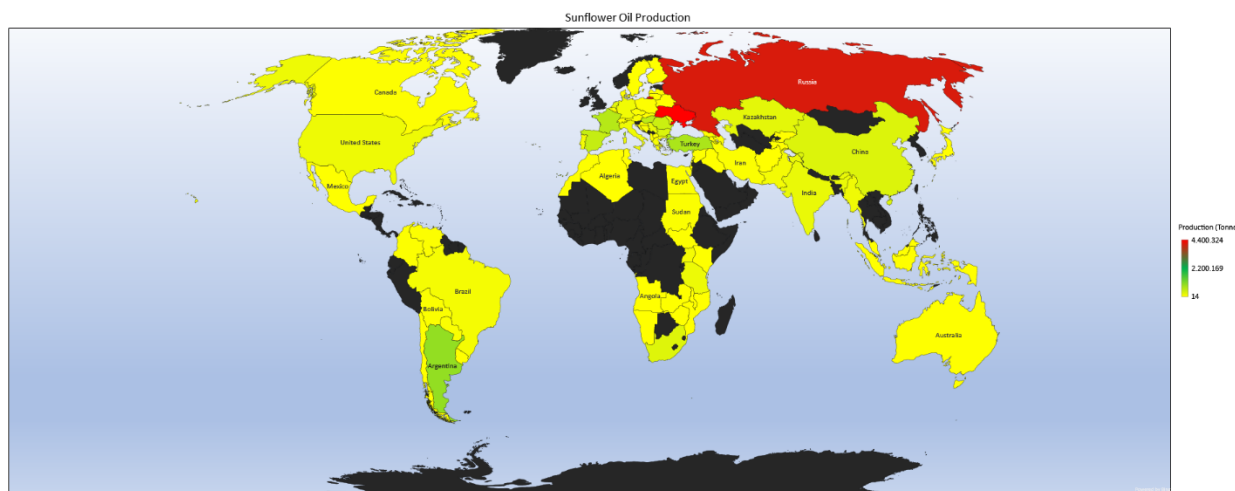 Sunflower Oil Production
Canada
Russia
United States
Kazakhstan
Turkey
China
Mexico
Algeria
Egypt
Iran
India
Sudan
Brazil
Angola
Bolivia
Australia
Argentina
Production (Tonne
4.400.324
2.200.169
14